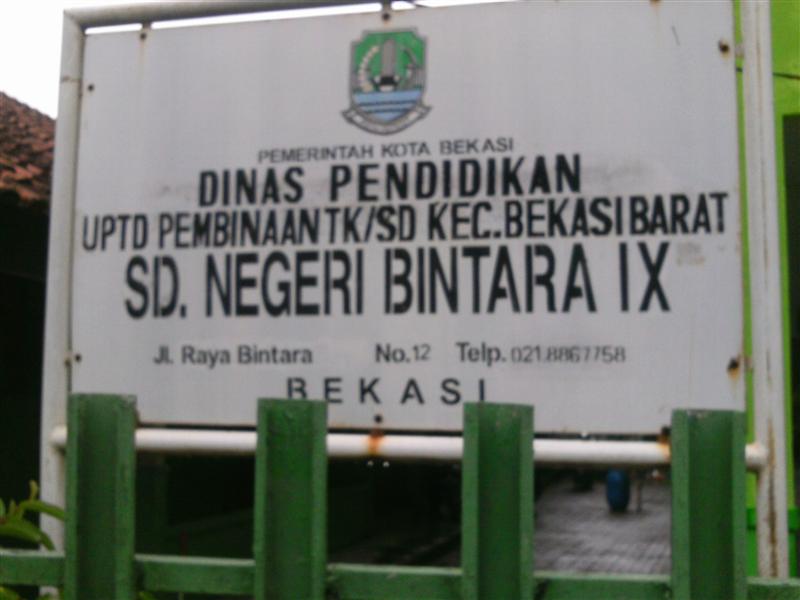 PEMERINTAH KOTA BEKASI
DINAS PENDIDIKAN
UPTD PEMBINAAN TK/SD KEC.BEKASI BARAT
SD. NEGERI BINTARA IX
Jl. Raya Bintara No.12 Telp. 021.8867758
BEKASI